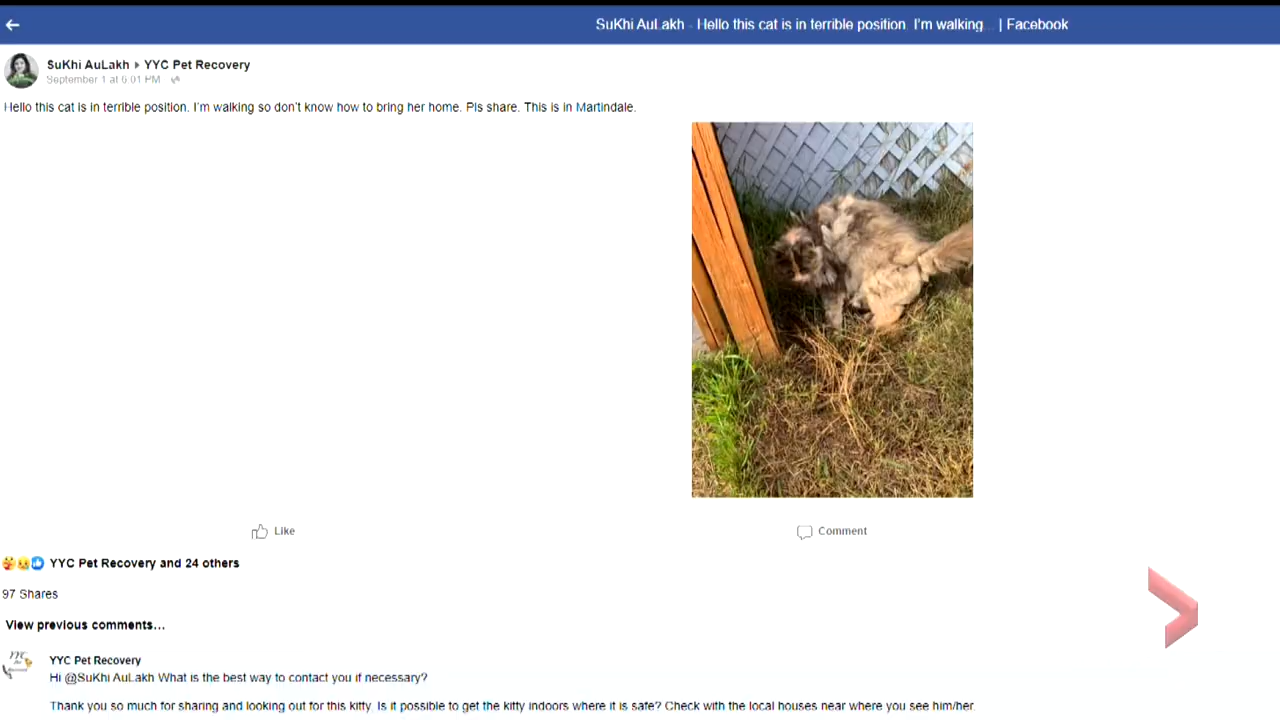 SuKhi AuLakh - Hello this cat is in terrible position. I'm walking... | Facebook
SuKhi AuLakh ▸ YYC Pet Recovery
September 1 at 6:01 PM
Hello this cat is in terrible position. I'm walking so don't know how to bring her home. Pls share. This is in Martindale.
Like Comment
YYC Pet Recovery and 24 others
97 Shares
View previous comments...
YYC Pet Recovery
Hi @SuKhi AuLakh What is the best way to contact you if necessary?
Thank you so much for sharing and looking out for this kitty. Is it possible to get the kitty indoors where it is safe? Check with the local houses near where you see him/her